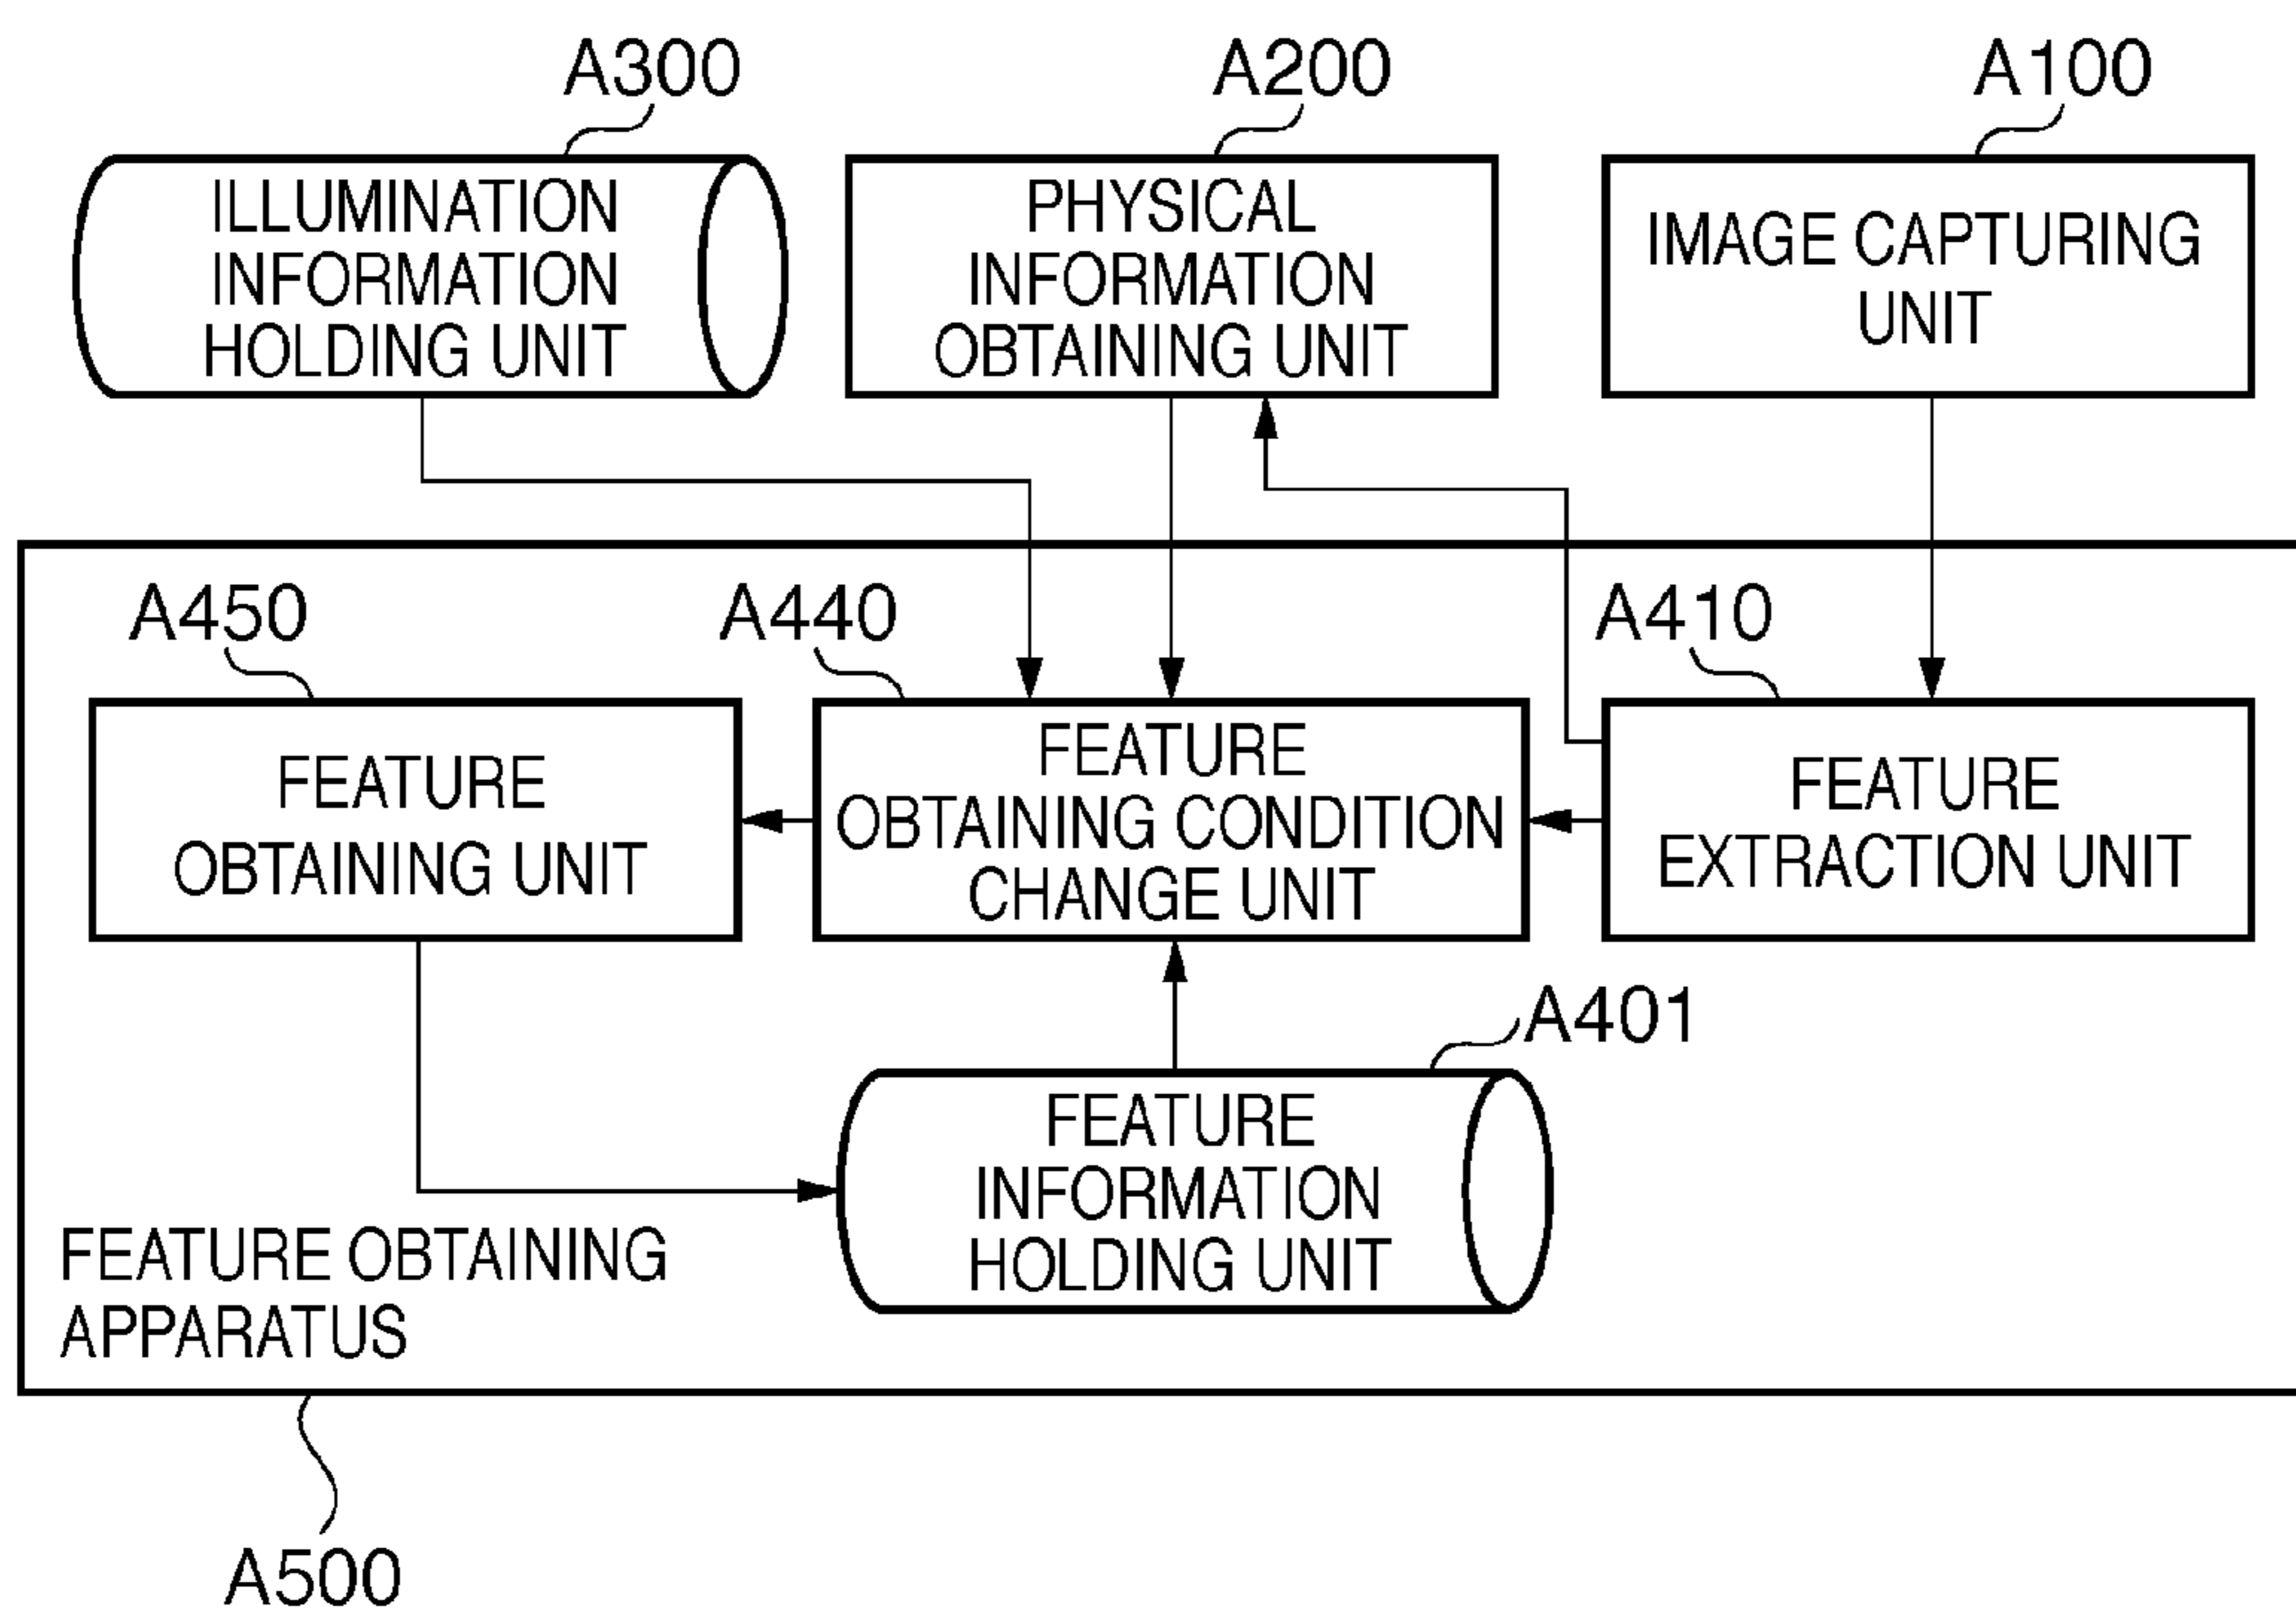 A300
A200
A100
ILLUMINATION
INFORMATION
HOLDING UNIT
PHYSICAL
INFORMATION
OBTAINING UNIT
IMAGE CAPTURING
UNIT
A450
A440
A410
FEATURE
OBTAINING UNIT
FEATURE
OBTAINING CONDITION
CHANGE UNIT
FEATURE
EXTRACTION UNIT
A401
FEATURE
INFORMATION
HOLDING UNIT
FEATURE OBTAINING
APPARATUS
A500